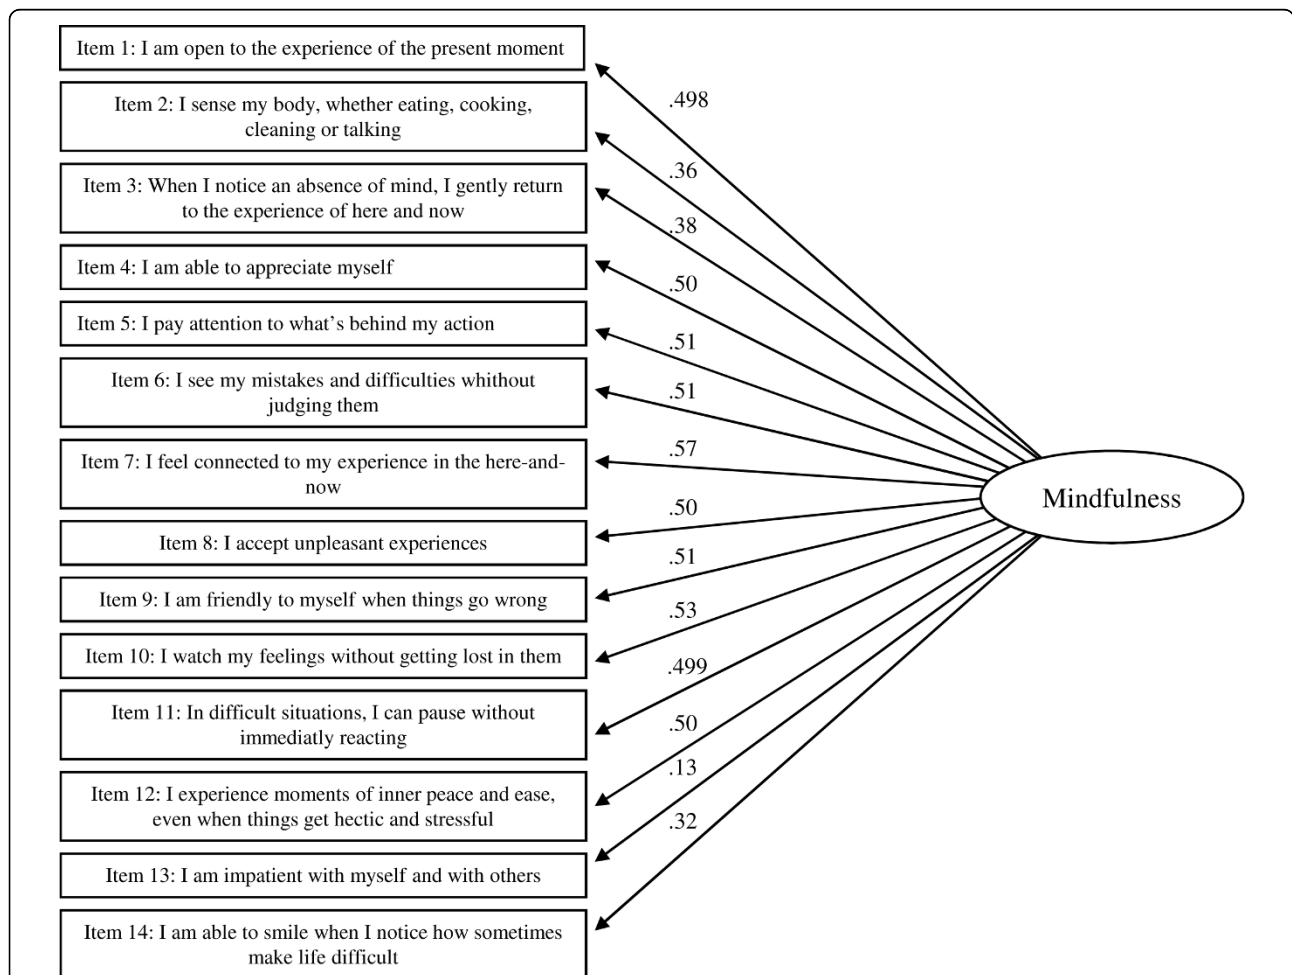 Item 1: I am open to the experience of the present moment
Item 2: I sense my body, whether eating, cooking,
cleaning or talking
Item 3: When I notice an absence of mind, I gently return
to the experience of here and now
Item 4: I am able to appreciate myself
Item 5: I pay attention to what’s behind my action
Item 6: I see my mistakes and difficulties whithout
judging them
Item 7: I feel connected to my experience in the here-and-
now
Item 8: I accept unpleasant experiences
Item 9: I am friendly to myself when things go wrong
Item 10: I watch my feelings without getting lost in them
Item 11: In difficult situations, I can pause without
immediatly reacting
Item 12: I experience moments of inner peace and ease,
even when things get hectic and stressful
Item 13: I am impatient with myself and with others
Item 14: I am able to smile when I notice how sometimes
make life difficult
.498
.36
.38
.50
.51
.51
.57
.50
.51
.53
.499
.50
.13
.32
Mindfulness